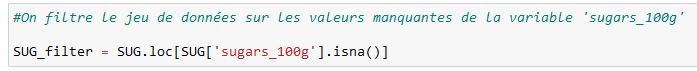 #On filtre le jeu de données sur les valeurs manquantes de la variable 'sugars_100g'
SUG_filter = SUG.loc[SUG['sugars_100g'].isna()]